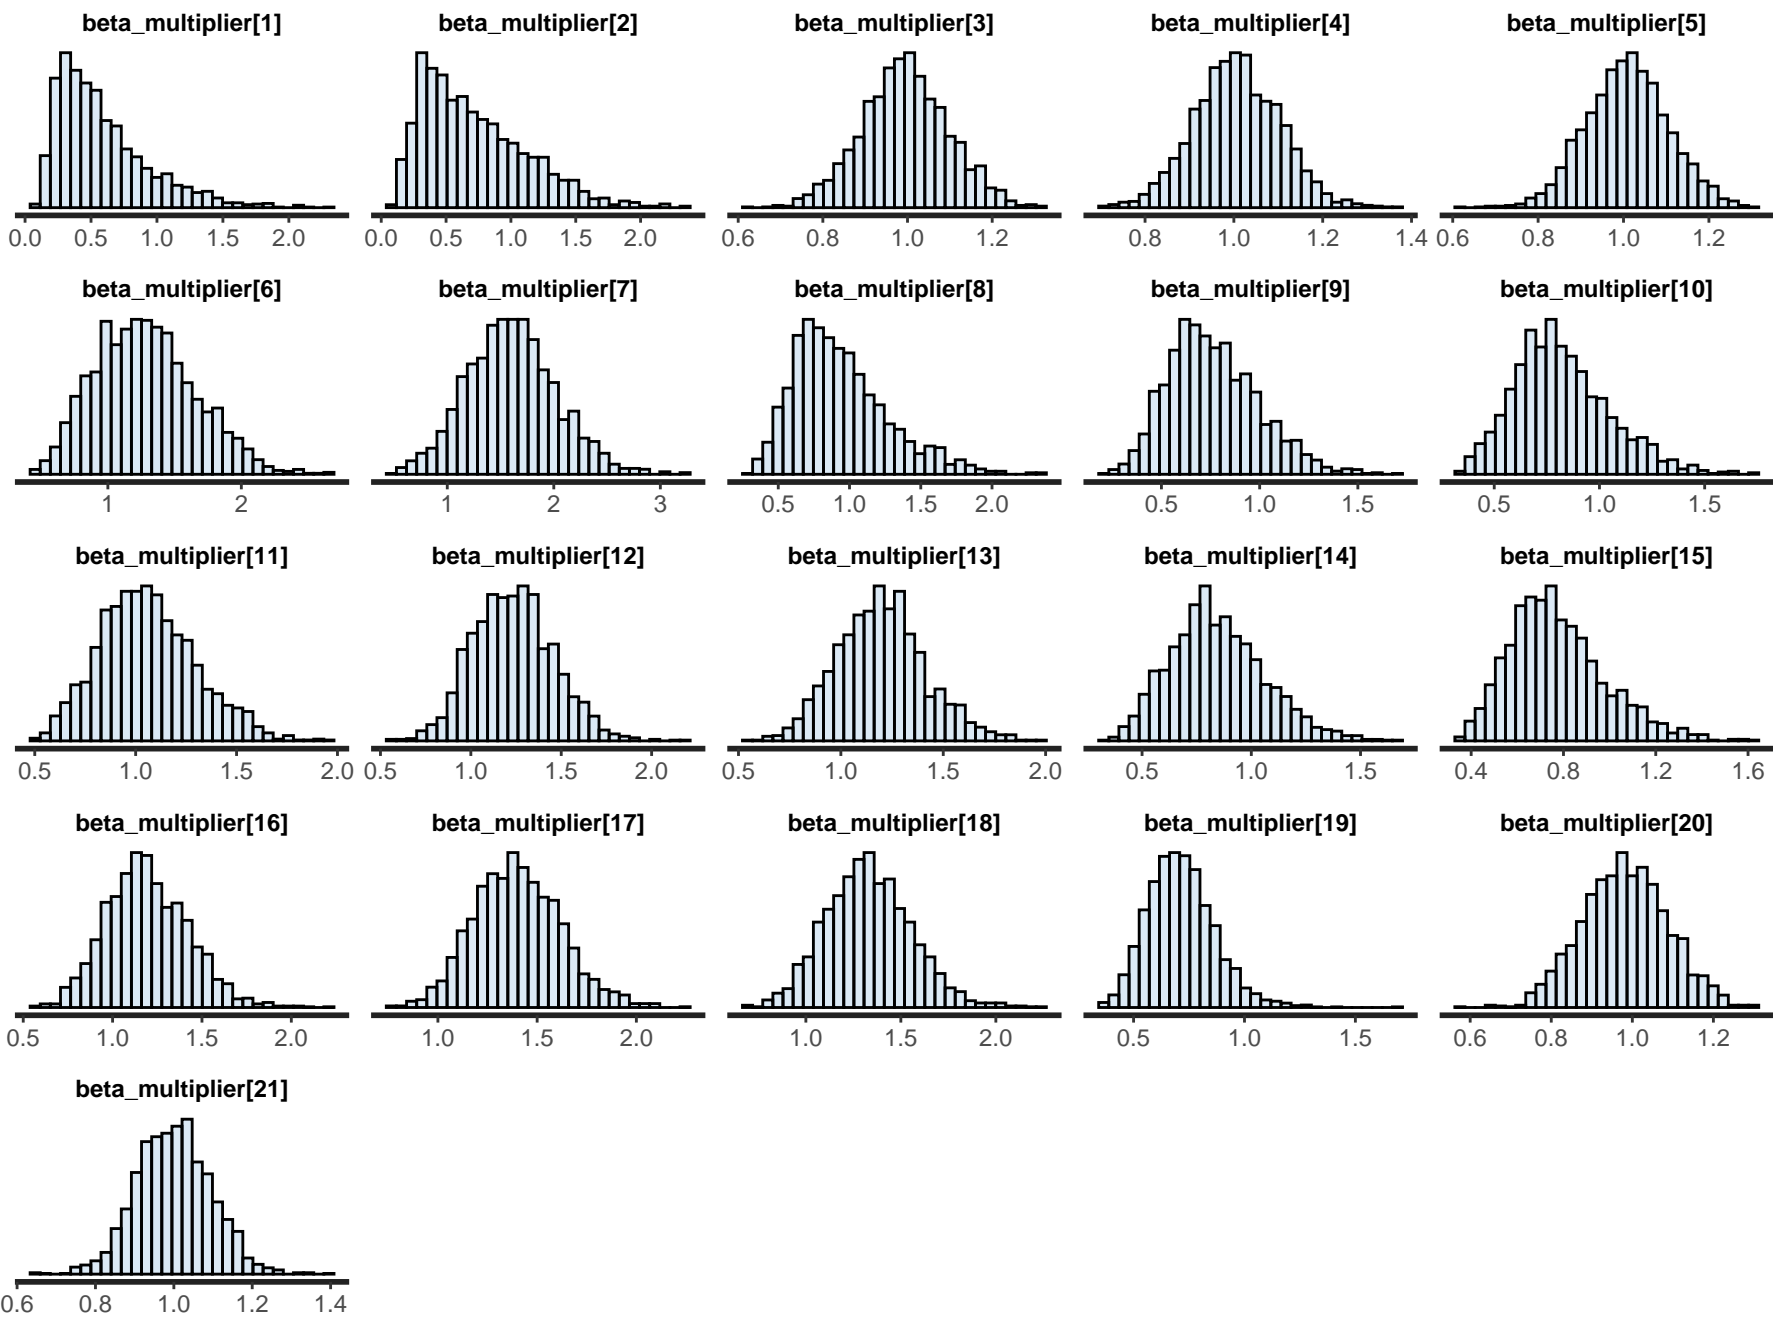 beta_multiplier[1] beta_multiplier[2] beta_multiplier[3] beta_multiplier[4] beta_multiplier[5]
0.0 0.5 1.0 1.5 2.0 0.0 0.5 1.0 1.5 2.0 0.6 0.8 1.0 1.2 0.8 1.0 1.2 1.4 0.6 0.8 1.0 1.2
beta_multiplier[6] beta_multiplier[7] beta_multiplier[8] beta_multiplier[9] beta_multiplier[10]
1 2 1 2 3 0.5 1.0 1.5 2.0 0.5 1.0 1.5 0.5 1.0 1.5
beta_multiplier[11] beta_multiplier[12] beta_multiplier[13] beta_multiplier[14] beta_multiplier[15]
0.5 1.0 1.5 2.0 0.5 1.0 1.5 2.0 0.5 1.0 1.5 2.0 0.5 1.0 1.5 0.4 0.8 1.2 1.6
beta_multiplier[16] beta_multiplier[17] beta_multiplier[18] beta_multiplier[19] beta_multiplier[20]
0.5 1.0 1.5 2.0 1.0 1.5 2.0 1.0 1.5 2.0 0.5 1.0 1.5 0.6 0.8 1.0 1.2
beta_multiplier[21]
0.6 0.8 1.0 1.2 1.4